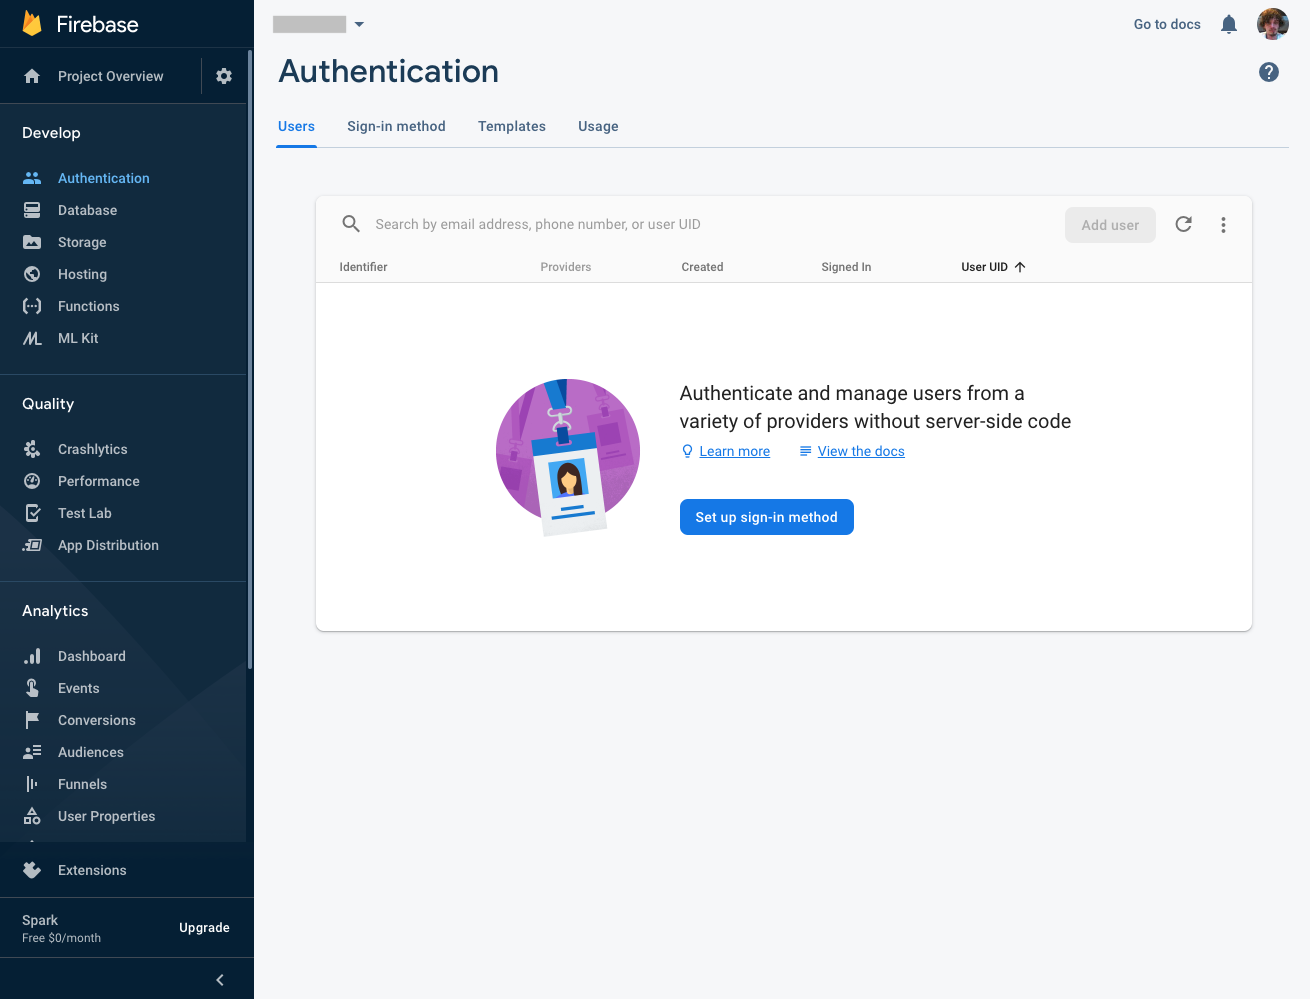 Firebase
Project Overview
Develop
Authentication
Database
Storage
Hosting
Functions
ML Kit
Quality
Crashlytics
Performance
Test Lab
App Distribution
Analytics
Dashboard
Events
Conversions
Audiences
Funnels
User Properties
Extensions
Spark
Free $0/month
Upgrade
Go to docs
Authentication
Users Sign-in method Templates Usage
Search by email address, phone number, or user UID
Add user
Identifier Providers Created Signed In User UID
Authenticate and manage users from a
variety of providers without server-side code
Learn more View the docs
Set up sign-in method